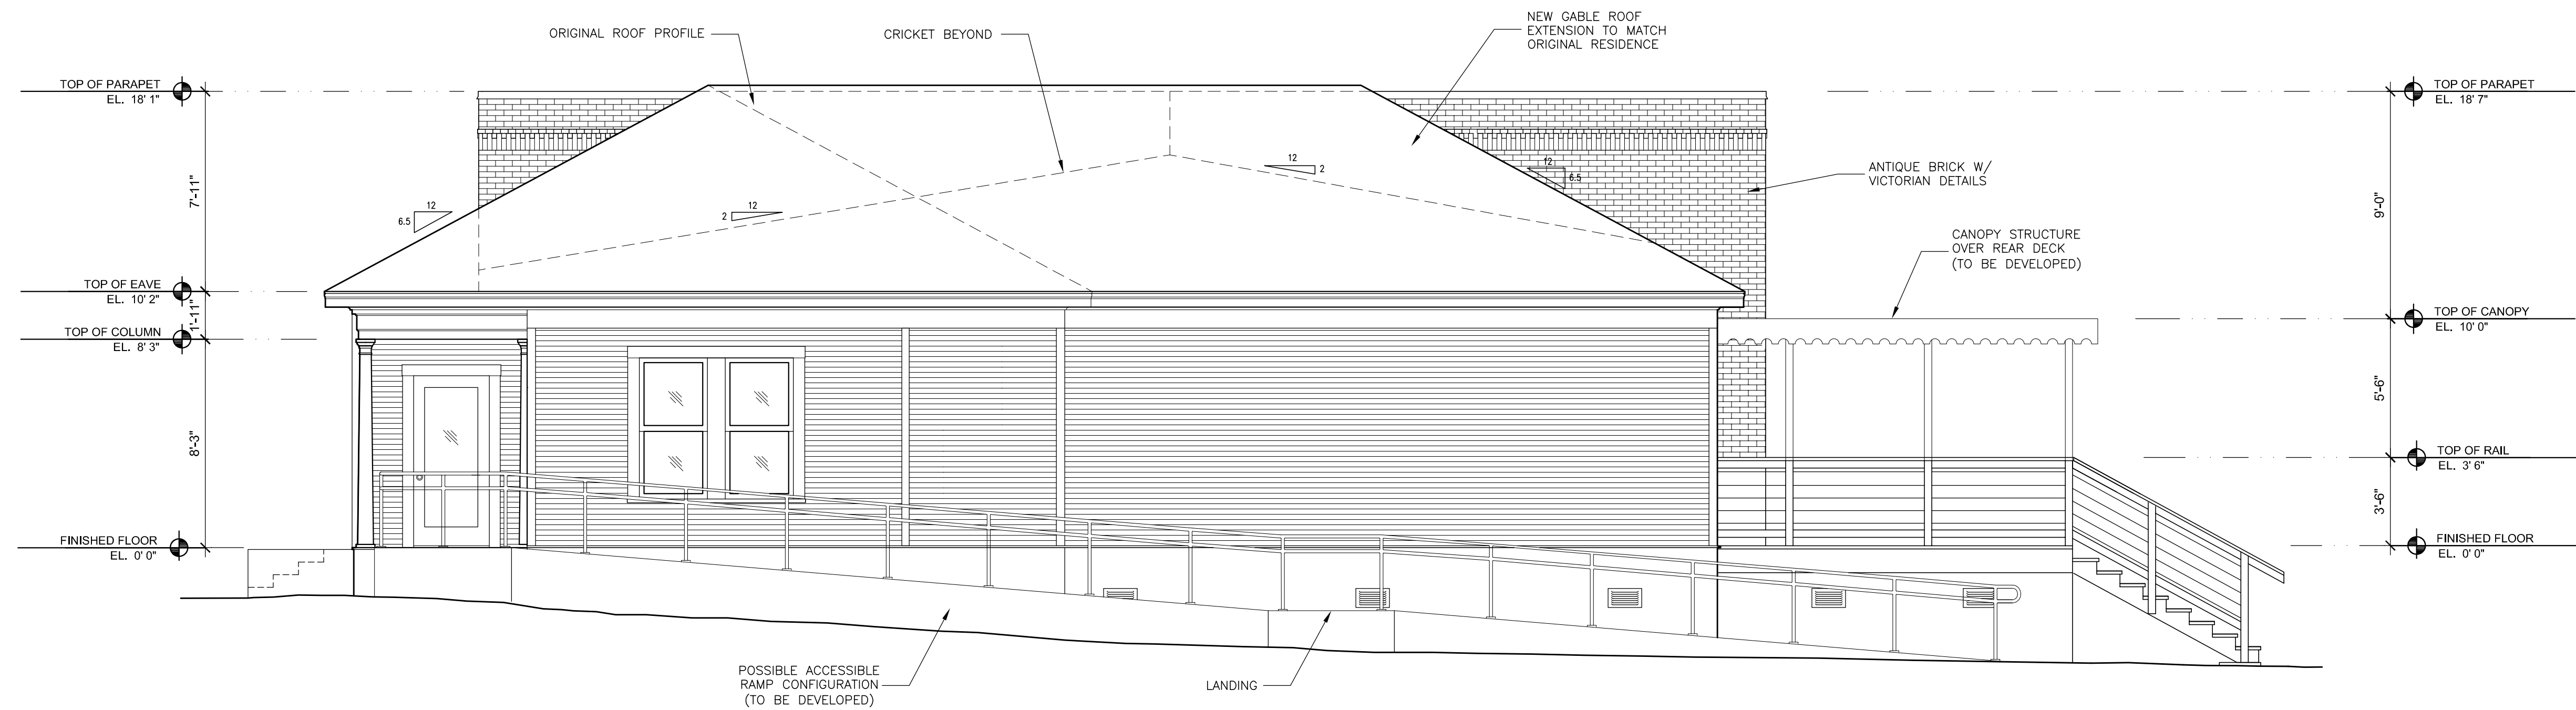 NEW GABLE ROOF
EXTENSION TO MATCH
ORIGINAL RESIDENCE
ORIGINAL ROOF PROFILE
CRICKET BEYOND
TOP OF PARAPET
EL. 18' 1"
TOP OF PARAPET
EL. 18' 7"
12
2
12
6.5
ANTIQUE BRICK W/
VICTORIAN DETAILS
7'-11"
9'-0"
12
6.5
12
2
CANOPY STRUCTURE
OVER REAR DECK
(TO BE DEVELOPED)
TOP OF EAVE
EL. 10' 2"
1'-11"
TOP OF CANOPY
EL. 10' 0"
TOP OF COLUMN
EL. 8' 3"
5'-6"
8'-3"
TOP OF RAIL
EL. 3' 6"
3'-6"
FINISHED FLOOR
EL. 0' 0"
FINISHED FLOOR
EL. 0' 0"
POSSIBLE ACCESSIBLE
RAMP CONFIGURATION
(TO BE DEVELOPED)
LANDING